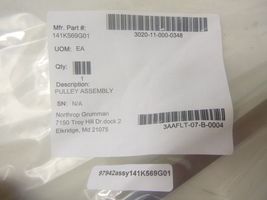 Mfr. Part #:
141K569G01
3020-11-000-0348
UOM: EA
Qty:
1
Description:
PULLEY ASSEMBLY
SN: N/A
3AAFLT-07-B-0004
Northrop Grumman
7150 Troy Hill Dr.dock 2
Elkridge, Md 21075
97942assy141K569G01